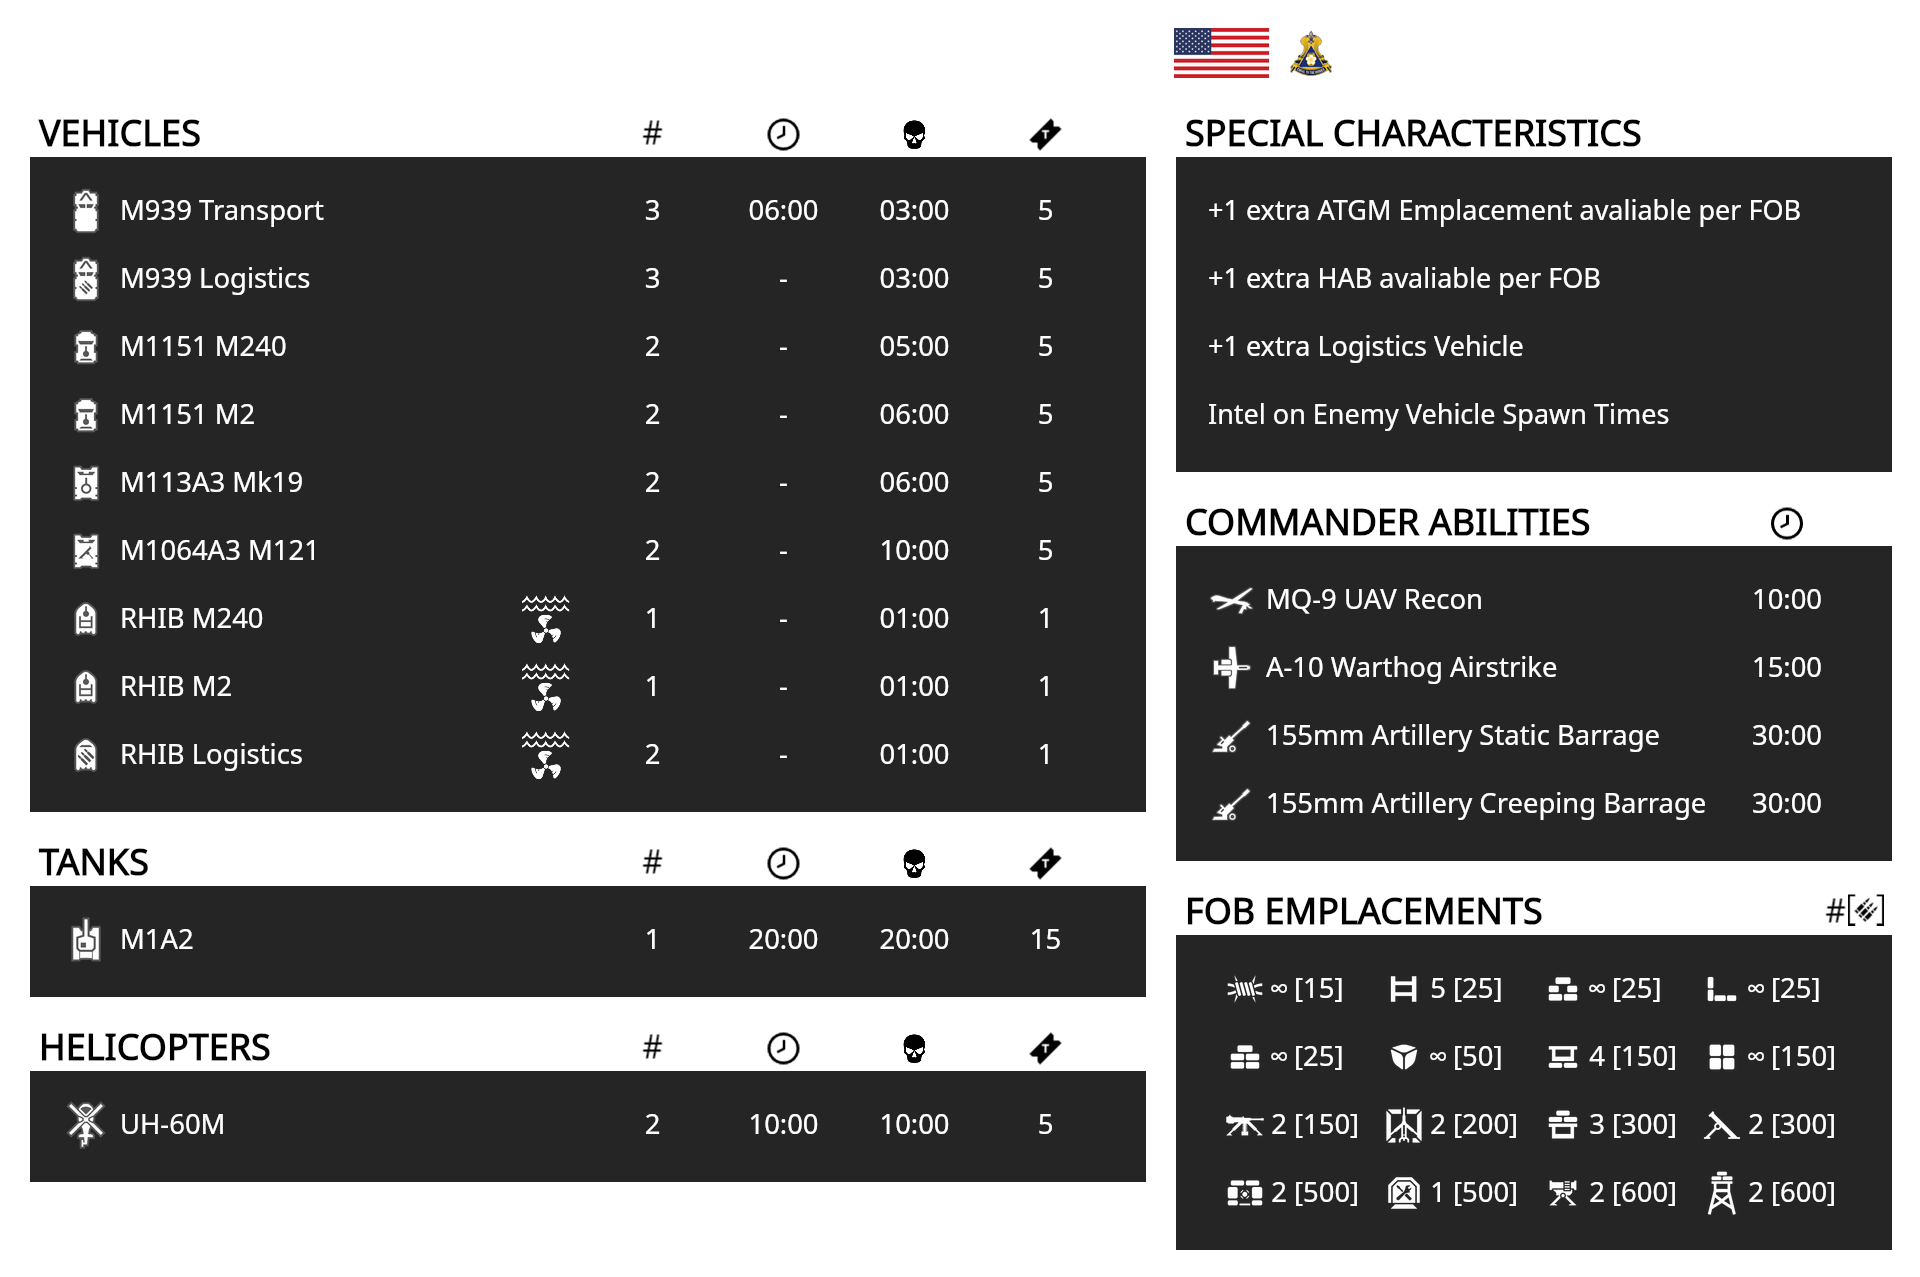 VEHICLES #
M939 Transport 3 06:00 03:00 5
M939 Logistics 3 - 03:00 5
M1151 M240 2 - 05:00 5
M1151 M2 2 - 06:00 5
M113A3 Mk19 2 - 06:00 5
M1064A3 M121 2 - 10:00 5
RHIB M240 1 - 01:00 1
RHIB M2 1 - 01:00 1
RHIB Logistics 2 - 01:00 1
TANKS #
M1A2 1 20:00 20:00 15
HELICOPTERS #
UH-60M 2 10:00 10:00 5
SPECIAL CHARACTERISTICS
+1 extra ATGM Emplacement avaliable per FOB
+1 extra HAB avaliable per FOB
+1 extra Logistics Vehicle
Intel on Enemy Vehicle Spawn Times
COMMANDER ABILITIES
MQ-9 UAV Recon 10:00
A-10 Warthog Airstrike 15:00
155mm Artillery Static Barrage 30:00
155mm Artillery Creeping Barrage 30:00
FOB EMPLACEMENTS #[]
∞ [15] 5 [25] ∞ [25] ∞ [25]
∞ [25] ∞ [50] 4 [150] ∞ [150]
2 [150] 2 [200] 3 [300] 2 [300]
2 [500] 1 [500] 2 [600] 2 [600]